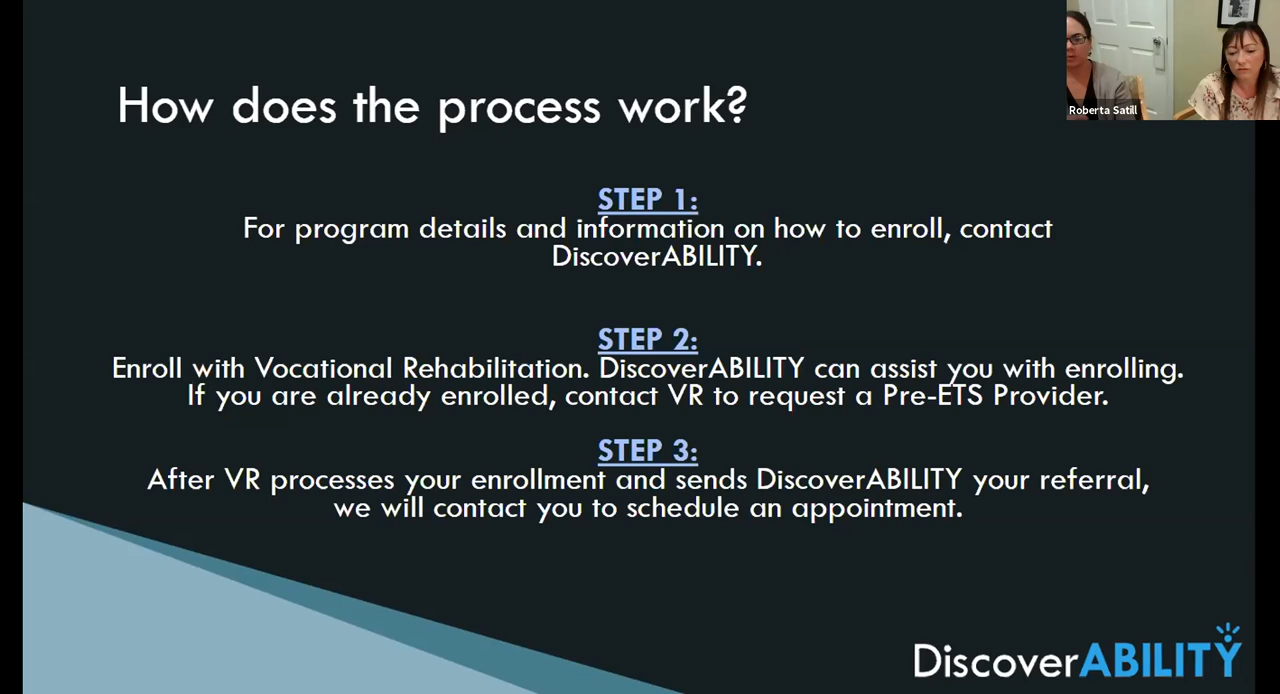 How does the process work?
Roberta Satill
STEP 1:
For program details and information on how to enroll, contact
DiscoverABILITY.
STEP 2:
Enroll with Vocational Rehabilitation. DiscoverABILITY can assist you with enrolling.
If you are already enrolled, contact VR to request a Pre-ETS Provider.
STEP 3:
After VR processes your enrollment and sends DiscoverABILITY your referral,
we will contact you to schedule an appointment.
DiscoverABILITY